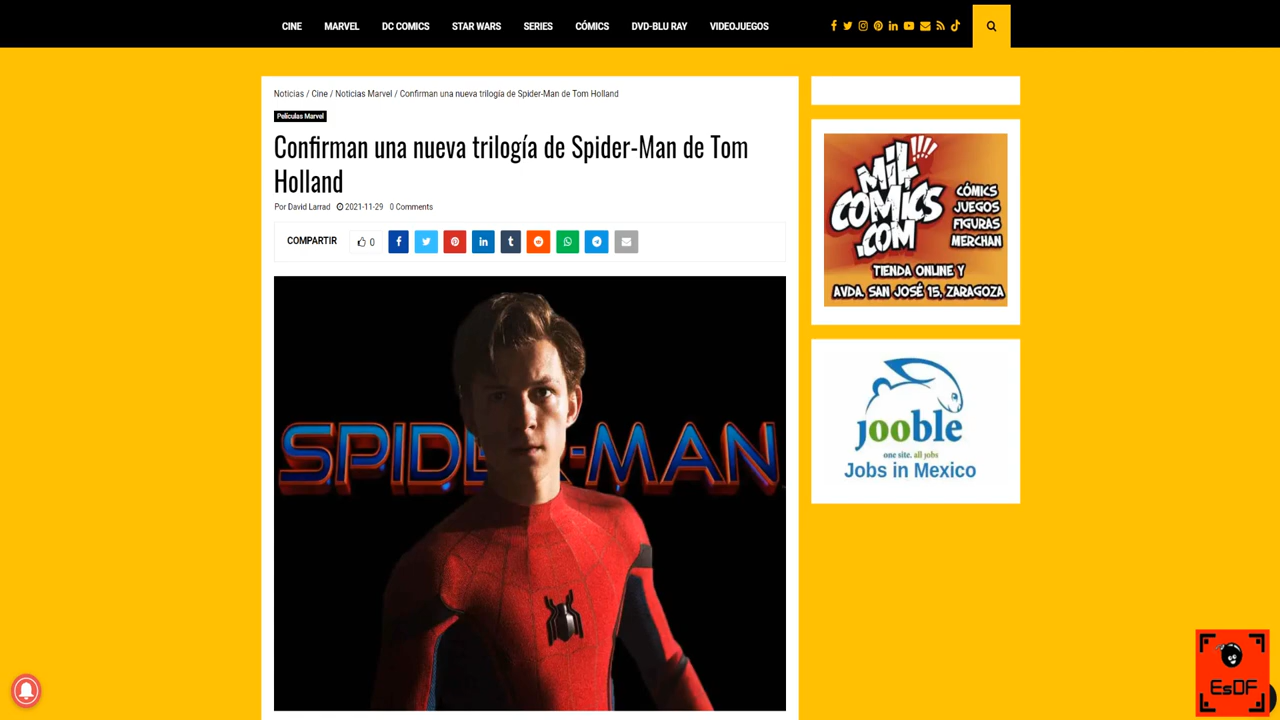 CINE MARVEL DC COMICS STAR WARS SERIES CÓMICS DVD-BLU RAY VIDEOJUEGOS
Noticias / Cine / Noticias Marvel / Confirman una nueva trilogía de Spider-Man de Tom Holland
Películas Marvel
Confirman una nueva trilogía de Spider-Man de Tom
Holland
Por David Larrad 2021-11-29 0 Comments
COMPARTIR 0
SPIDER-MAN
MIL
COMICS
.COM
!!!
CÓMICS
JUEGOS
FIGURAS
MERCHAN
TIENDA ONLINE Y
AVDA. SAN JOSÉ 15, ZARAGOZA
jooble
one site. all jobs
Jobs in Mexico
EsDF